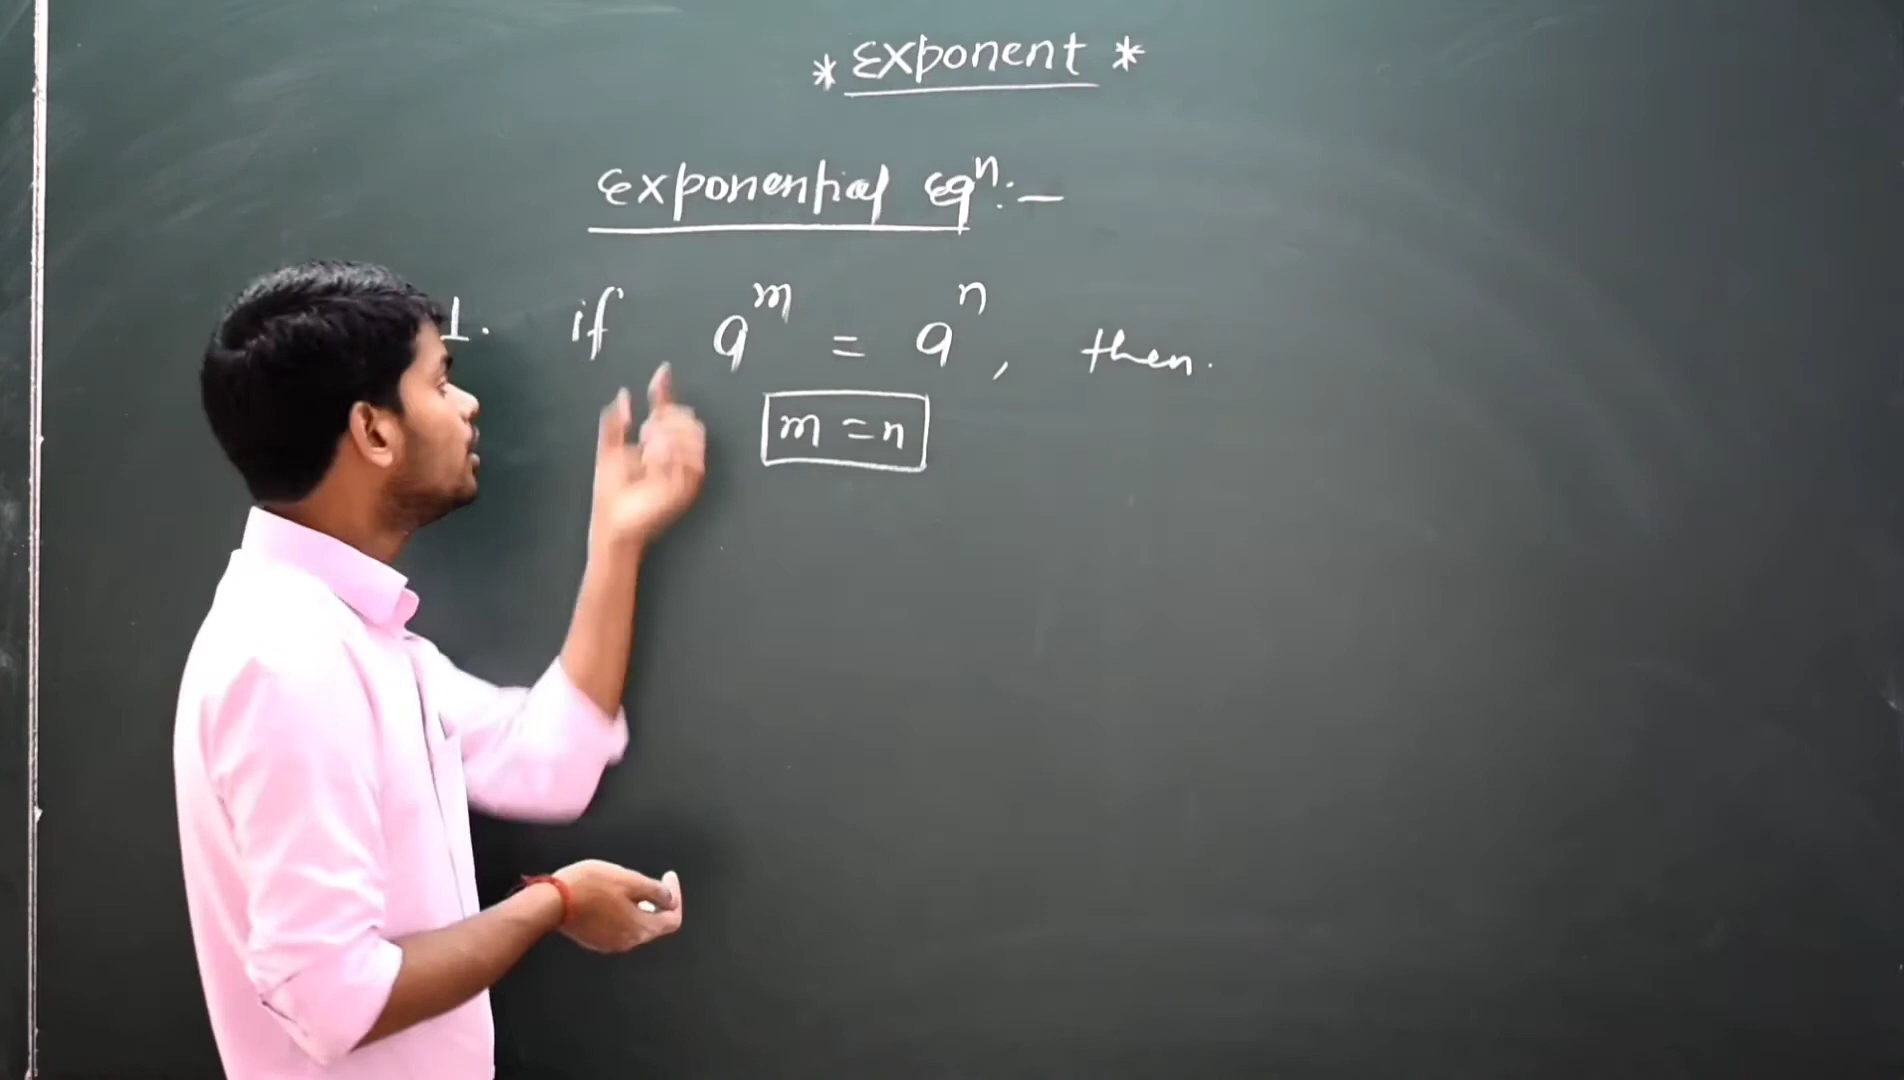 * Exponent *
Exponential Eqⁿ:-
1. if aᵐ = aⁿ, then.
m = n